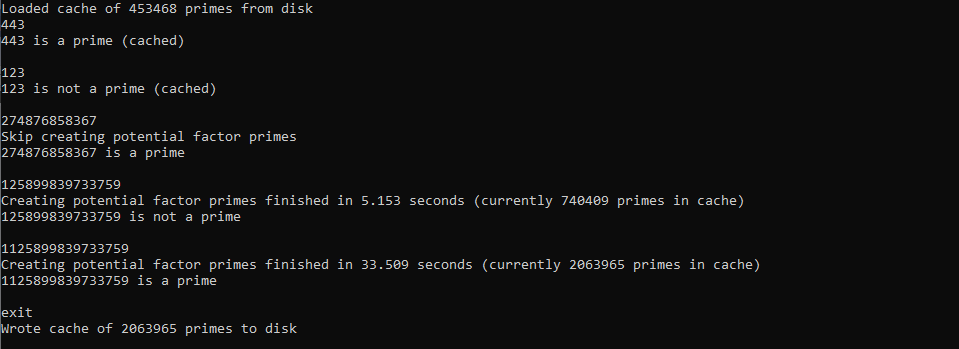 Loaded cache of 453468 primes from disk
443
443 is a prime (cached)
123
123 is not a prime (cached)
274876858367
Skip creating potential factor primes
274876858367 is a prime
125899839733759
Creating potential factor primes finished in 5.153 seconds (currently 740409 primes in cache)
125899839733759 is not a prime
1125899839733759
Creating potential factor primes finished in 33.509 seconds (currently 2063965 primes in cache)
1125899839733759 is a prime
exit
Wrote cache of 2063965 primes to disk